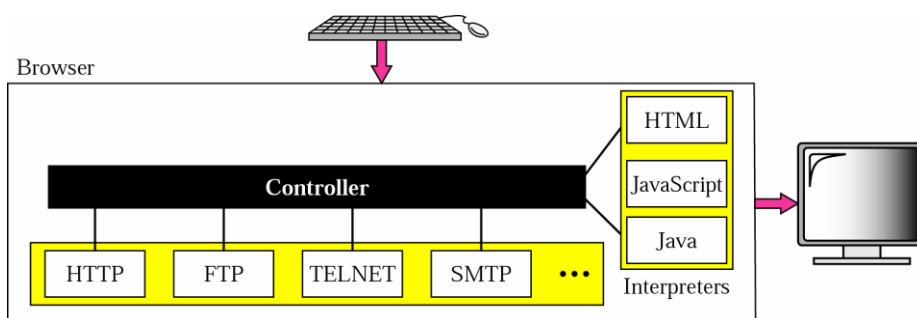 Browser
HTML
JavaScript
Java
Interpreters
Controller
HTTP
FTP
TELNET
SMTP
...